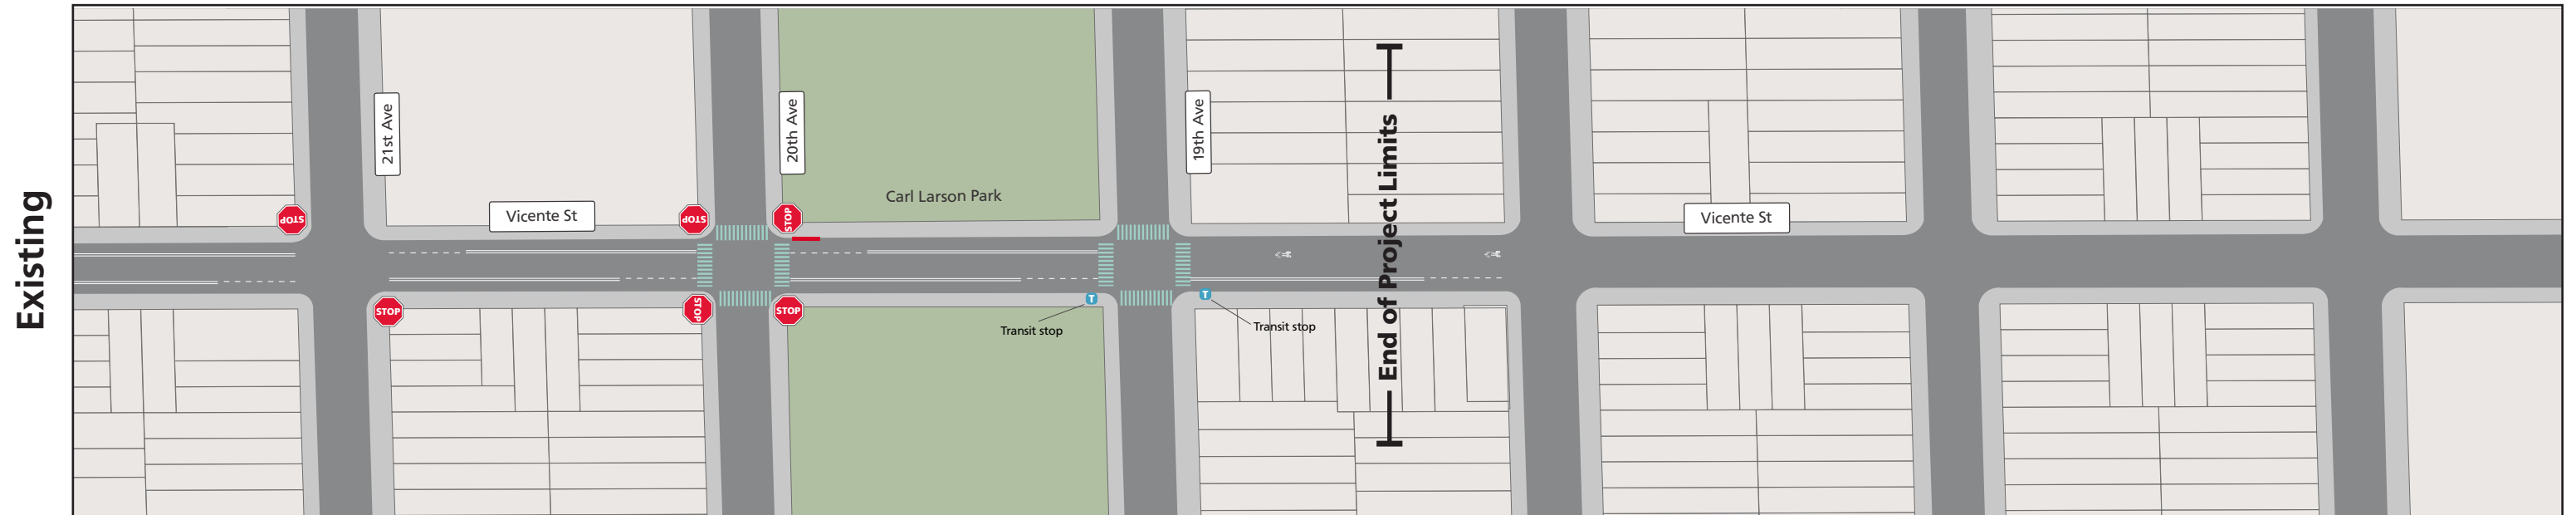 Existing
21st Ave
20th Ave
19th Ave
End of Project Limits
Carl Larson Park
Vicente St
Vicente St
STOP
STOP
STOP
STOP
STOP
STOP
T
T
Transit stop
Transit stop